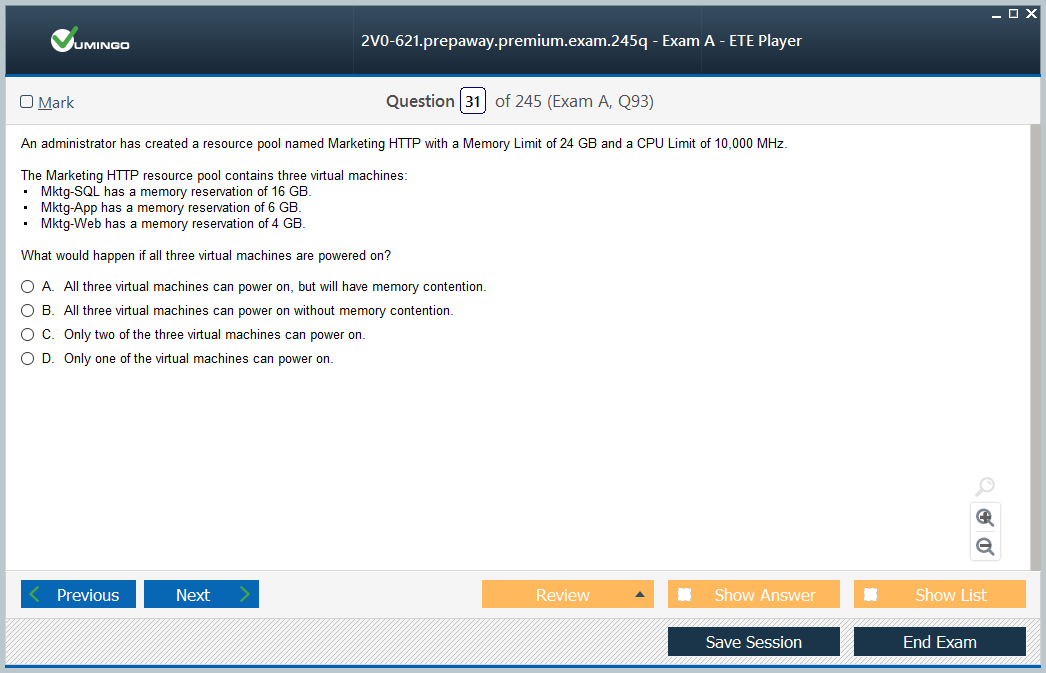 VUMINGO
2V0-621.prepaway.premium.exam.245q - Exam A - ETE Player
Mark
Question 31 of 245 (Exam A, Q93)
An administrator has created a resource pool named Marketing HTTP with a Memory Limit of 24 GB and a CPU Limit of 10,000 MHz.
The Marketing HTTP resource pool contains three virtual machines:
• Mktg-SQL has a memory reservation of 16 GB.
• Mktg-App has a memory reservation of 6 GB.
• Mktg-Web has a memory reservation of 4 GB.
What would happen if all three virtual machines are powered on?
A. All three virtual machines can power on, but will have memory contention.
B. All three virtual machines can power on without memory contention.
C. Only two of the three virtual machines can power on.
D. Only one of the virtual machines can power on.
Previous
Next
Review
Show Answer
Show List
Save Session
End Exam